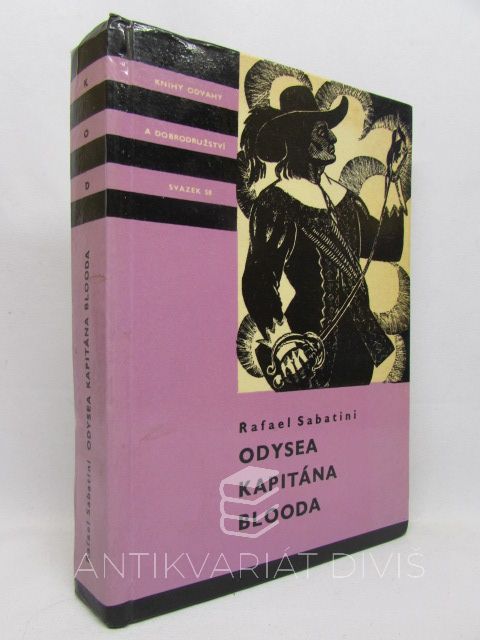 KNIHY ODVAHY
A DOBRODRUŽSTVÍ
SVAZEK 58
K
O
D
Rafael Sabatini
ODYSEA
KAPITÁNA
BLOODA
Rafael Sabatini ODYSEA KAPITÁNA BLOODA
ANTIKVARIÁT DIVIŠ